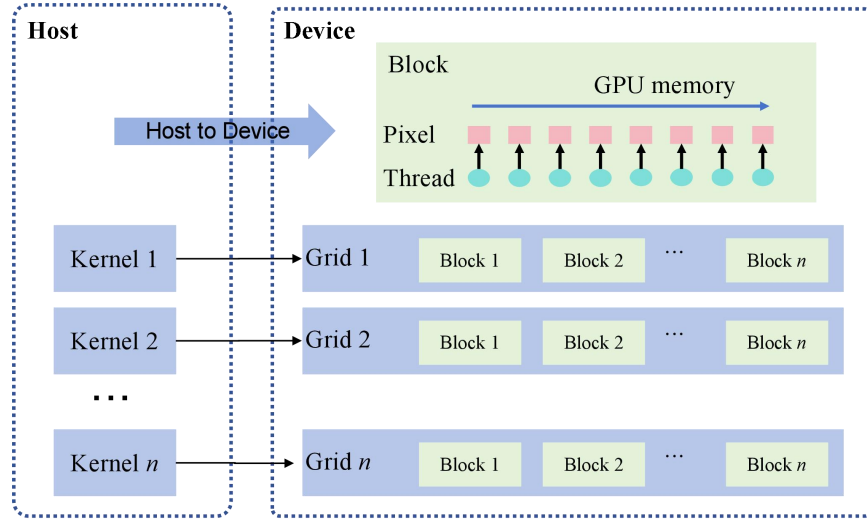 Host
Device
Block
GPU memory
Host to Device
Pixel
Thread
Kernel 1
Grid 1
Block 1
Block 2
...
Block n
Kernel 2
Grid 2
Block 1
Block 2
...
Block n
...
Kernel n
Grid n
Block 1
Block 2
...
Block n